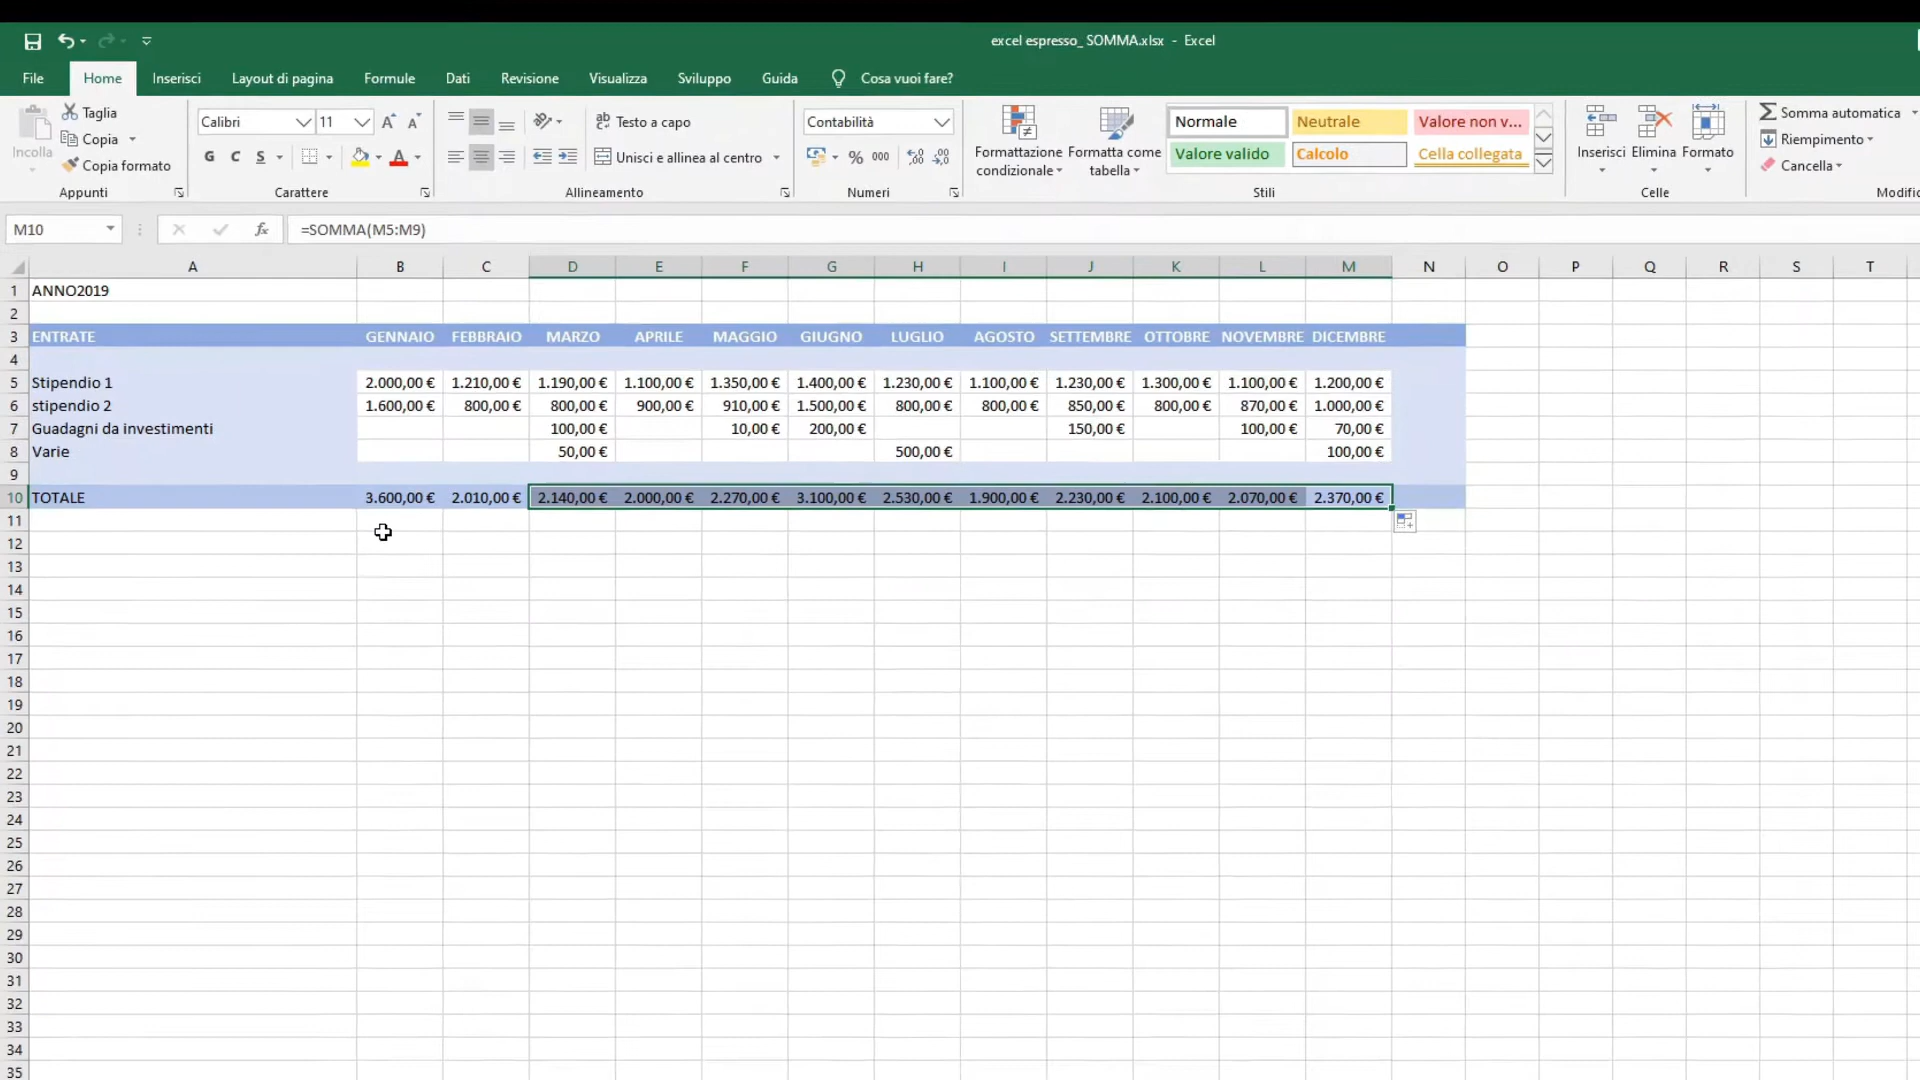 excel espresso_ SOMMA.xlsx - Excel
File Home Inserisci Layout di pagina Formule Dati Revisione Visualizza Sviluppo Guida Cosa vuoi fare?
Incolla
Taglia
Copia
Copia formato
Appunti
Calibri 11
G C S
Carattere
ab Testo a capo
Unisci e allinea al centro
Allineamento
Contabilità
% 000
Numeri
Formattazione condizionale
Formatta come tabella
Normale Neutrale Valore non v...
Valore valido Calcolo Cella collegata
Stili
Inserisci Elimina Formato
Celle
Somma automatica
Riempimento
Cancella
Modific
M10 fx =SOMMA(M5:M9)
A B C D E F G H I J K L M N O P Q R S T
1 ANNO2019
2
3 ENTRATE GENNAIO FEBBRAIO MARZO APRILE MAGGIO GIUGNO LUGLIO AGOSTO SETTEMBRE OTTOBRE NOVEMBRE DICEMBRE
4
5 Stipendio 1 2.000,00 € 1.210,00 € 1.190,00 € 1.100,00 € 1.350,00 € 1.400,00 € 1.230,00 € 1.100,00 € 1.230,00 € 1.300,00 € 1.100,00 € 1.200,00 €
6 stipendio 2 1.600,00 € 800,00 € 800,00 € 900,00 € 910,00 € 1.500,00 € 800,00 € 800,00 € 850,00 € 800,00 € 870,00 € 1.000,00 €
7 Guadagni da investimenti 100,00 € 10,00 € 200,00 € 150,00 € 100,00 € 70,00 €
8 Varie 50,00 € 500,00 € 100,00 €
9
10 TOTALE 3.600,00 € 2.010,00 € 2.140,00 € 2.000,00 € 2.270,00 € 3.100,00 € 2.530,00 € 1.900,00 € 2.230,00 € 2.100,00 € 2.070,00 € 2.370,00 €
11
12
13
14
15
16
17
18
19
20
21
22
23
24
25
26
27
28
29
30
31
32
33
34
35